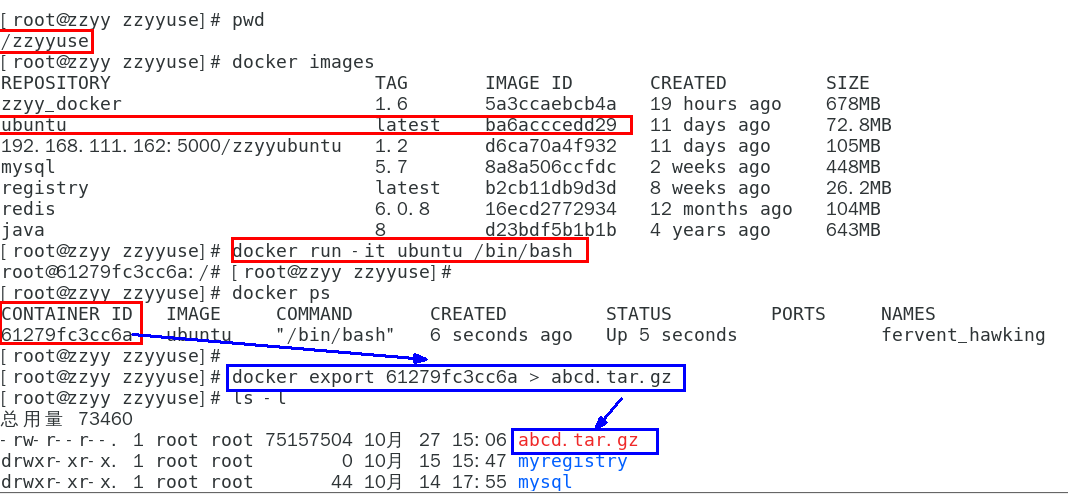 [root@zzyy zzyyuse]# pwd
/zzyyuse
[root@zzyy zzyyuse]# docker images
REPOSITORY TAG IMAGE ID CREATED SIZE
zzyy_docker 1.6 5a3ccaebcb4a 19 hours ago 678MB
ubuntu latest ba6acccedd29 11 days ago 72.8MB
192.168.111.162:5000/zzyyubuntu 1.2 d6ca70a4f932 11 days ago 105MB
mysql 5.7 8a8a506ccfdc 2 weeks ago 448MB
registry latest b2cb11db9d3d 8 weeks ago 26.2MB
redis 6.0.8 16ecd2772934 12 months ago 104MB
java 8 d23bdf5b1b1b 4 years ago 643MB
[root@zzyy zzyyuse]# docker run -it ubuntu /bin/bash
root@61279fc3cc6a:/# [root@zzyy zzyyuse]#
[root@zzyy zzyyuse]# docker ps
CONTAINER ID IMAGE COMMAND CREATED STATUS PORTS NAMES
61279fc3cc6a ubuntu "/bin/bash" 6 seconds ago Up 5 seconds fervent_hawking
[root@zzyy zzyyuse]#
[root@zzyy zzyyuse]# docker export 61279fc3cc6a > abcd.tar.gz
[root@zzyy zzyyuse]# ls -l
总用量 73460
-rw-r--r--. 1 root root 75157504 10月 27 15:06 abcd.tar.gz
drwxr-xr-x. 1 root root 0 10月 15 15:47 myregistry
drwxr-xr-x. 1 root root 44 10月 14 17:55 mysql